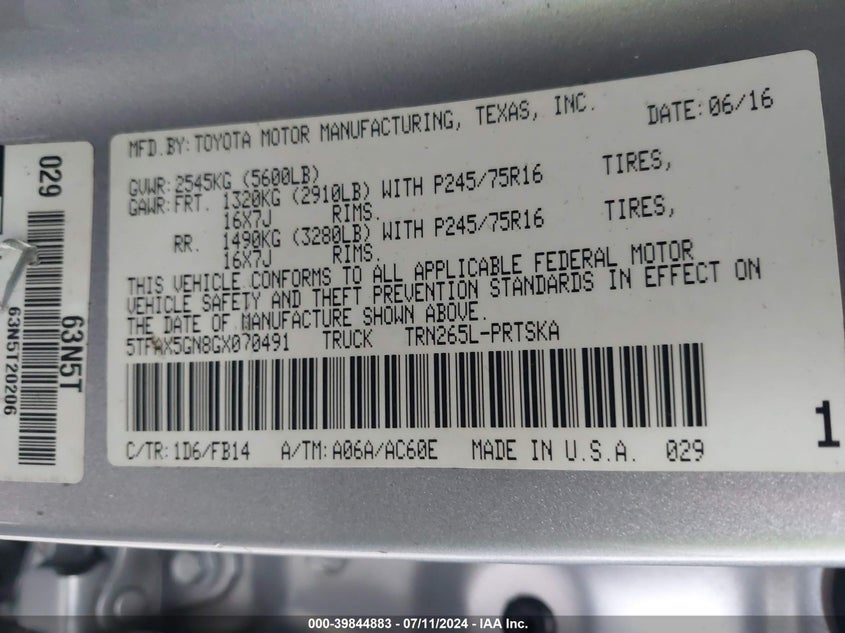 MFD.BY:TOYOTA MOTOR MANUFACTURING, TEXAS, INC. DATE:06/16
GVWR:2545KG (5600LB)
GAWR:FRT. 1320KG (2910LB) WITH P245/75R16 TIRES,
16X7J RIMS.
RR. 1490KG (3280LB) WITH P245/75R16 TIRES,
16X7J RIMS.
THIS VEHICLE CONFORMS TO ALL APPLICABLE FEDERAL MOTOR
VEHICLE SAFETY AND THEFT PREVENTION STANDARDS IN EFFECT ON
THE DATE OF MANUFACTURE SHOWN ABOVE.
5TFAX5GN8GX070491 TRUCK TRN265L-PRTSKA
C/TR:1D6/FB14 A/TM:A06A/AC60E MADE IN U.S.A. 029
1
029
63N5T
63N5T20206
000-39844883 - 07/11/2024 - IAA Inc.